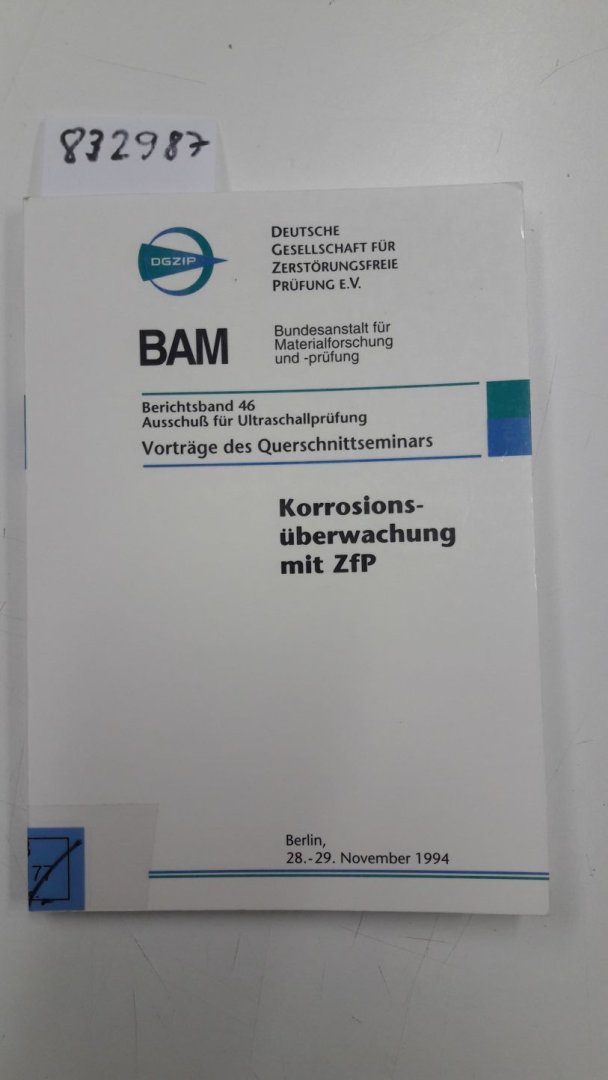 832987
DGZfP
DEUTSCHE
GESELLSCHAFT FÜR
ZERSTÖRUNGSFREIE
PRÜFUNG E.V.
BAM
Bundesanstalt für
Materialforschung
und -prüfung
Berichtsband 46
Ausschuß für Ultraschallprüfung
Vorträge des Querschnittseminars
Korrosions-
überwachung
mit ZfP
Berlin,
28.-29. November 1994